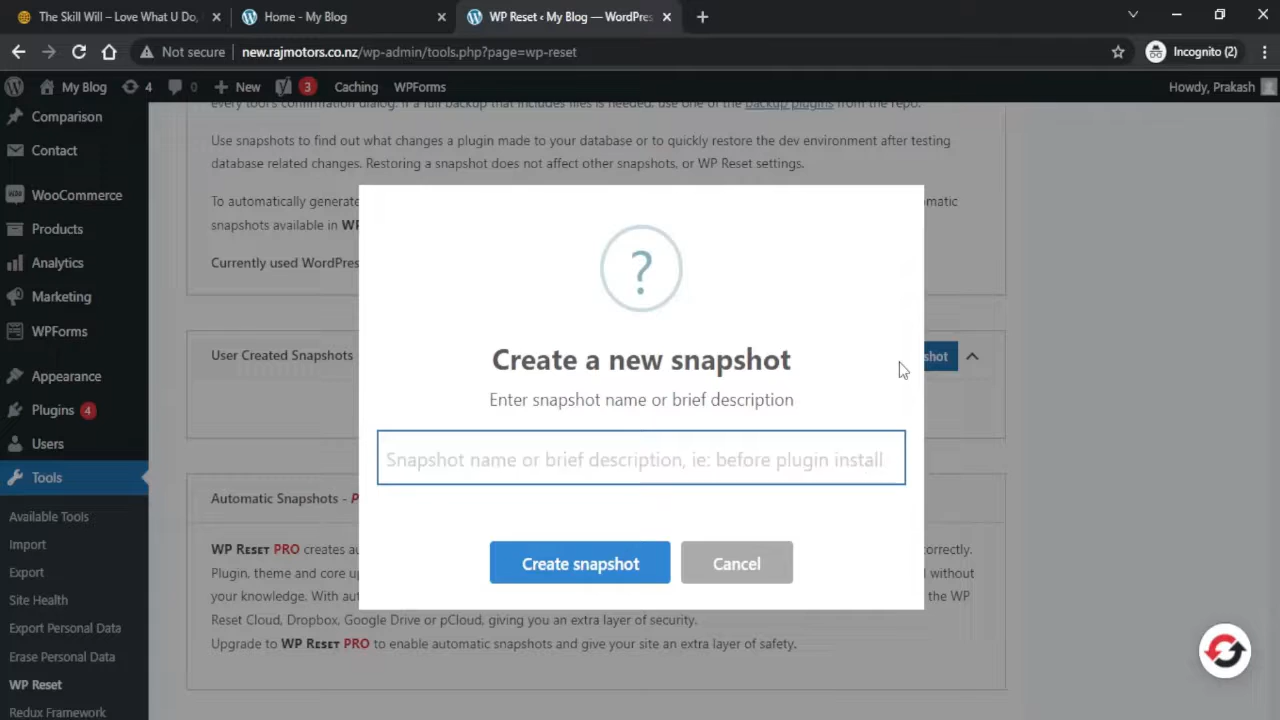 The Skill Will – Love What U Do,
Home - My Blog
WP Reset ‹ My Blog — WordPres
Not secure
new.rajmotors.co.nz/wp-admin/tools.php?page=wp-reset
Incognito (2)
My Blog
4
0
New
3
Caching
WPForms
Howdy, Prakash
Comparison
Contact
WooCommerce
Products
Analytics
Marketing
WPForms
Appearance
Plugins 4
Users
Tools
Available Tools
Import
Export
Site Health
Export Personal Data
Erase Personal Data
WP Reset
Redux Framework
every tool's confirmation dialog. If a full backup that includes files is needed, use one of the backup plugins from the repo.
Use snapshots to find out what changes a plugin made to your database or to quickly restore the dev environment after testing
database related changes. Restoring a snapshot does not affect other snapshots, or WP Reset settings.
To automatically generate
omatic
snapshots available in W
Currently used WordPres
User Created Snapshots
shot
?
Create a new snapshot
Enter snapshot name or brief description
Snapshot name or brief description, ie: before plugin install
Create snapshot
Cancel
Automatic Snapshots - P
WP RESET PRO creates au
orrectly.
Plugin, theme and core up
d without
your knowledge. With aut
the WP
Reset Cloud, Dropbox, Google Drive or pCloud, giving you an extra layer of security.
Upgrade to WP RESET PRO to enable automatic snapshots and give your site an extra layer of safety.